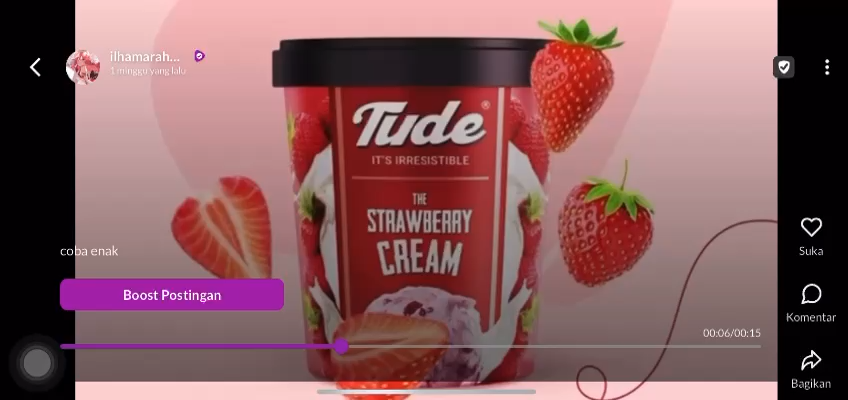 ilhamarah...
1 minggu yang lalu
Tude®
IT'S IRRESISTIBLE
THE
STRAWBERRY
CREAM
coba enak
Boost Postingan
00:06/00:15
Suka
Komentar
Bagikan